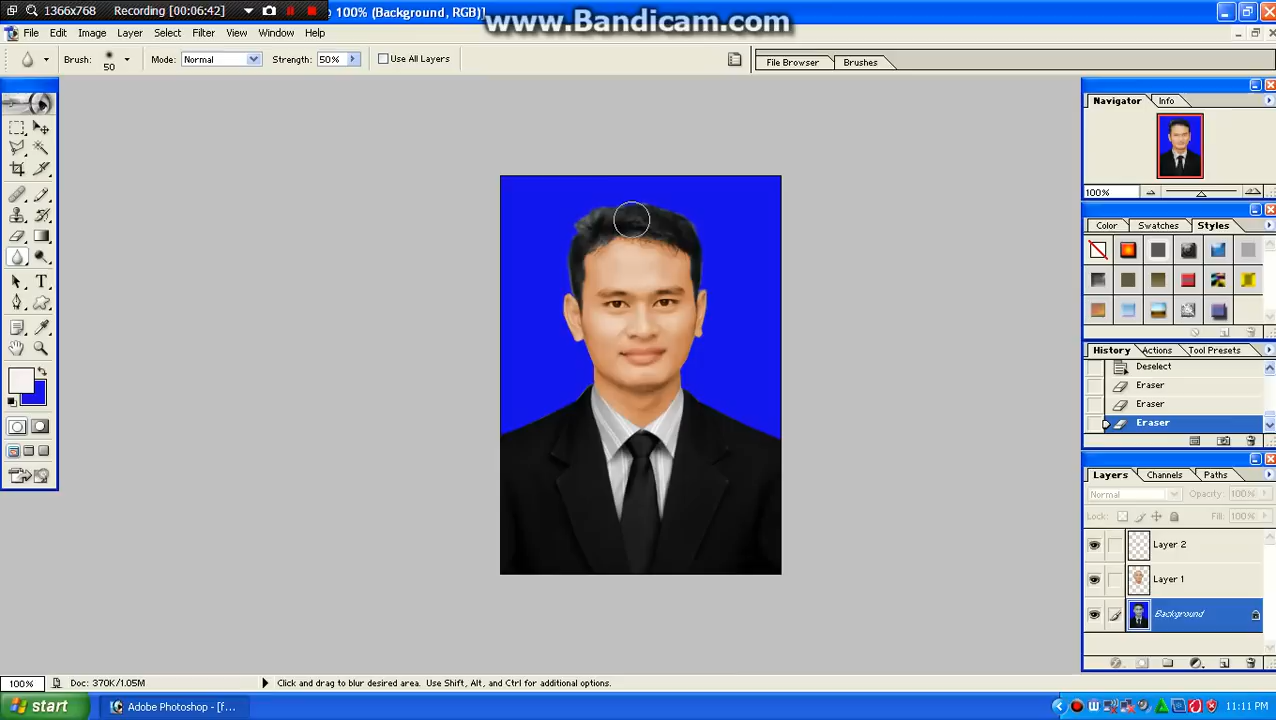 1366x768 Recording [00:06:42] 100% (Background, RGB)]
www.Bandicam.com
File Edit Image Layer Select Filter View Window Help
Brush: 50 Mode: Normal Strength: 50% Use All Layers File Browser Brushes
Navigator Info
100%
Color Swatches Styles
History Actions Tool Presets
Deselect
Eraser
Eraser
Eraser
Layers Channels Paths
Normal Opacity: 100%
Lock: Fill: 100%
Layer 2
Layer 1
Background
100% Doc: 370K/1.05M Click and drag to blur desired area. Use Shift, Alt, and Ctrl for additional options.
start Adobe Photoshop - [f... 11:11 PM